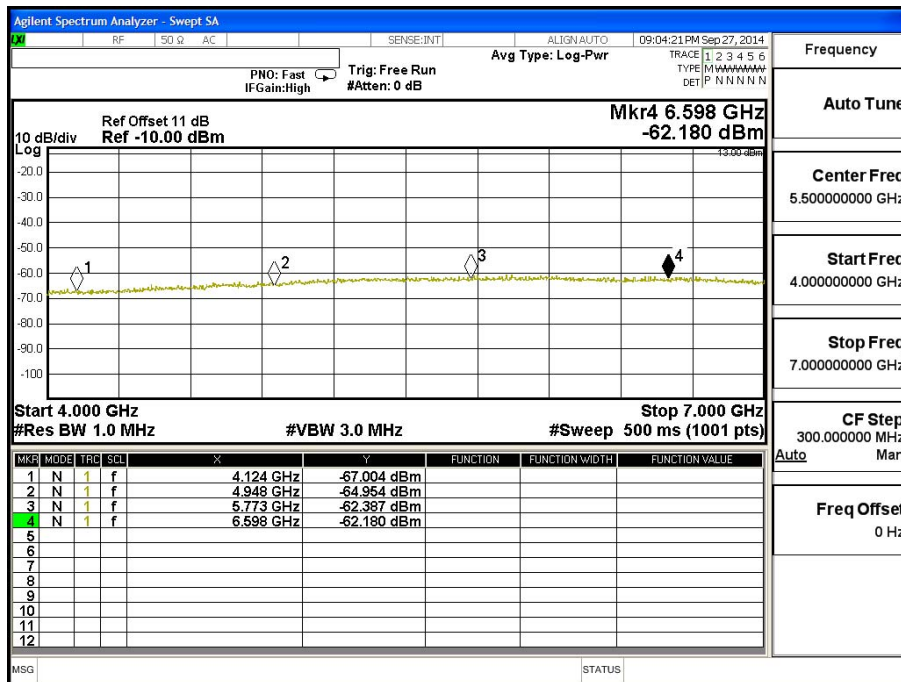 Agilent Spectrum Analyzer - Swept SA
LXI RF 50 Ω AC SENSE:INT ALIGN AUTO 09:04:21 PM Sep 27, 2014
Frequency
Avg Type: Log-Pwr
TRACE 1 2 3 4 5 6
TYPE M WWWWW
DET P N N N N N
PNO: Fast
IFGain:High
Trig: Free Run
#Atten: 0 dB
Auto Tune
Mkr4 6.598 GHz
-62.180 dBm
Ref Offset 11 dB
Ref -10.00 dBm
10 dB/div
Log
-13.00 dBm
-20.0
-30.0
-40.0
-50.0
-60.0
-70.0
-80.0
-90.0
-100
1
2
3
4
Center Freq
5.500000000 GHz
Start Freq
4.000000000 GHz
Stop Freq
7.000000000 GHz
CF Step
300.000000 MHz
Auto Man
Freq Offset
0 Hz
Start 4.000 GHz Stop 7.000 GHz
#Res BW 1.0 MHz #VBW 3.0 MHz #Sweep 500 ms (1001 pts)
MKR MODE TRC SCL X Y FUNCTION FUNCTION WIDTH FUNCTION VALUE
1 N 1 f 4.124 GHz -67.004 dBm
2 N 1 f 4.948 GHz -64.954 dBm
3 N 1 f 5.773 GHz -62.387 dBm
4 N 1 f 6.598 GHz -62.180 dBm
5
6
7
8
9
10
11
12
MSG STATUS